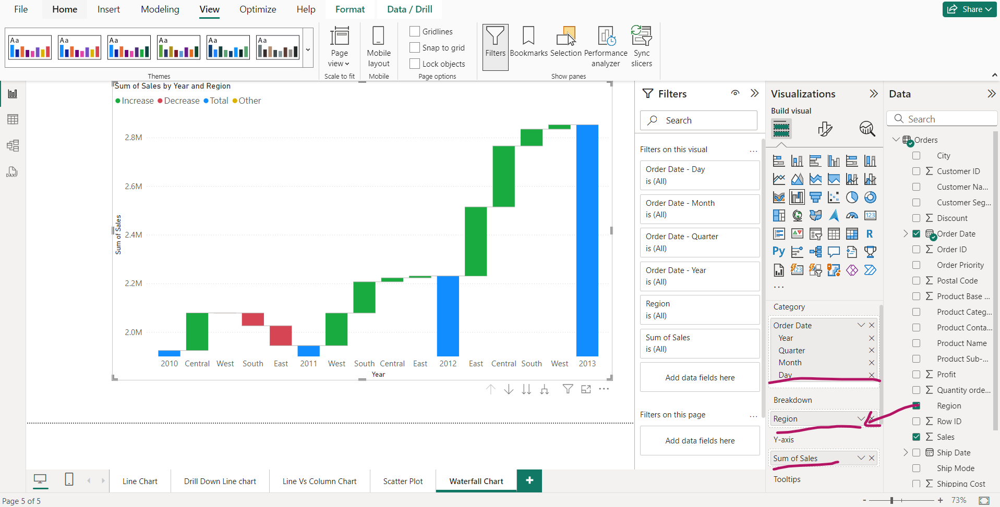 File Home Insert Modeling View Optimize Help Format Data / Drill Share
Aa Aa Aa Aa Aa Aa
Themes
Page view
Scale to fit
Mobile layout
Mobile
Gridlines
Snap to grid
Lock objects
Page options
Filters
Bookmarks
Selection
Performance analyzer
Sync slicers
Show panes
Sum of Sales by Year and Region
Increase Decrease Total Other
2.8M
2.6M
2.4M
2.2M
2.0M
Sum of Sales
2010 Central West South East 2011 West South Central East 2012 East Central South West 2013
Year
DAX
Filters
Search
Filters on this visual ...
Order Date - Day
is (All)
Order Date - Month
is (All)
Order Date - Quarter
is (All)
Order Date - Year
is (All)
Region
is (All)
Sum of Sales
is (All)
Add data fields here
Filters on this page ...
Add data fields here
Visualizations
Build visual
123
R
Py
123
...
Category
Order Date
Year
Quarter
Month
Day
Breakdown
Region
Y-axis
Sum of Sales
Tooltips
Data
Search
Orders
City
Customer ID
Customer Na...
Customer Seg...
Discount
Order Date
Order ID
Order Priority
Postal Code
Product Base ...
Product Categ...
Product Conta...
Product Name
Product Sub-...
Profit
Quantity orde...
Region
Row ID
Sales
Ship Date
Ship Mode
Shipping Cost
Line Chart Drill Down Line chart Line Vs Column Chart Scatter Plot Waterfall Chart +
Page 5 of 5
- + 73%